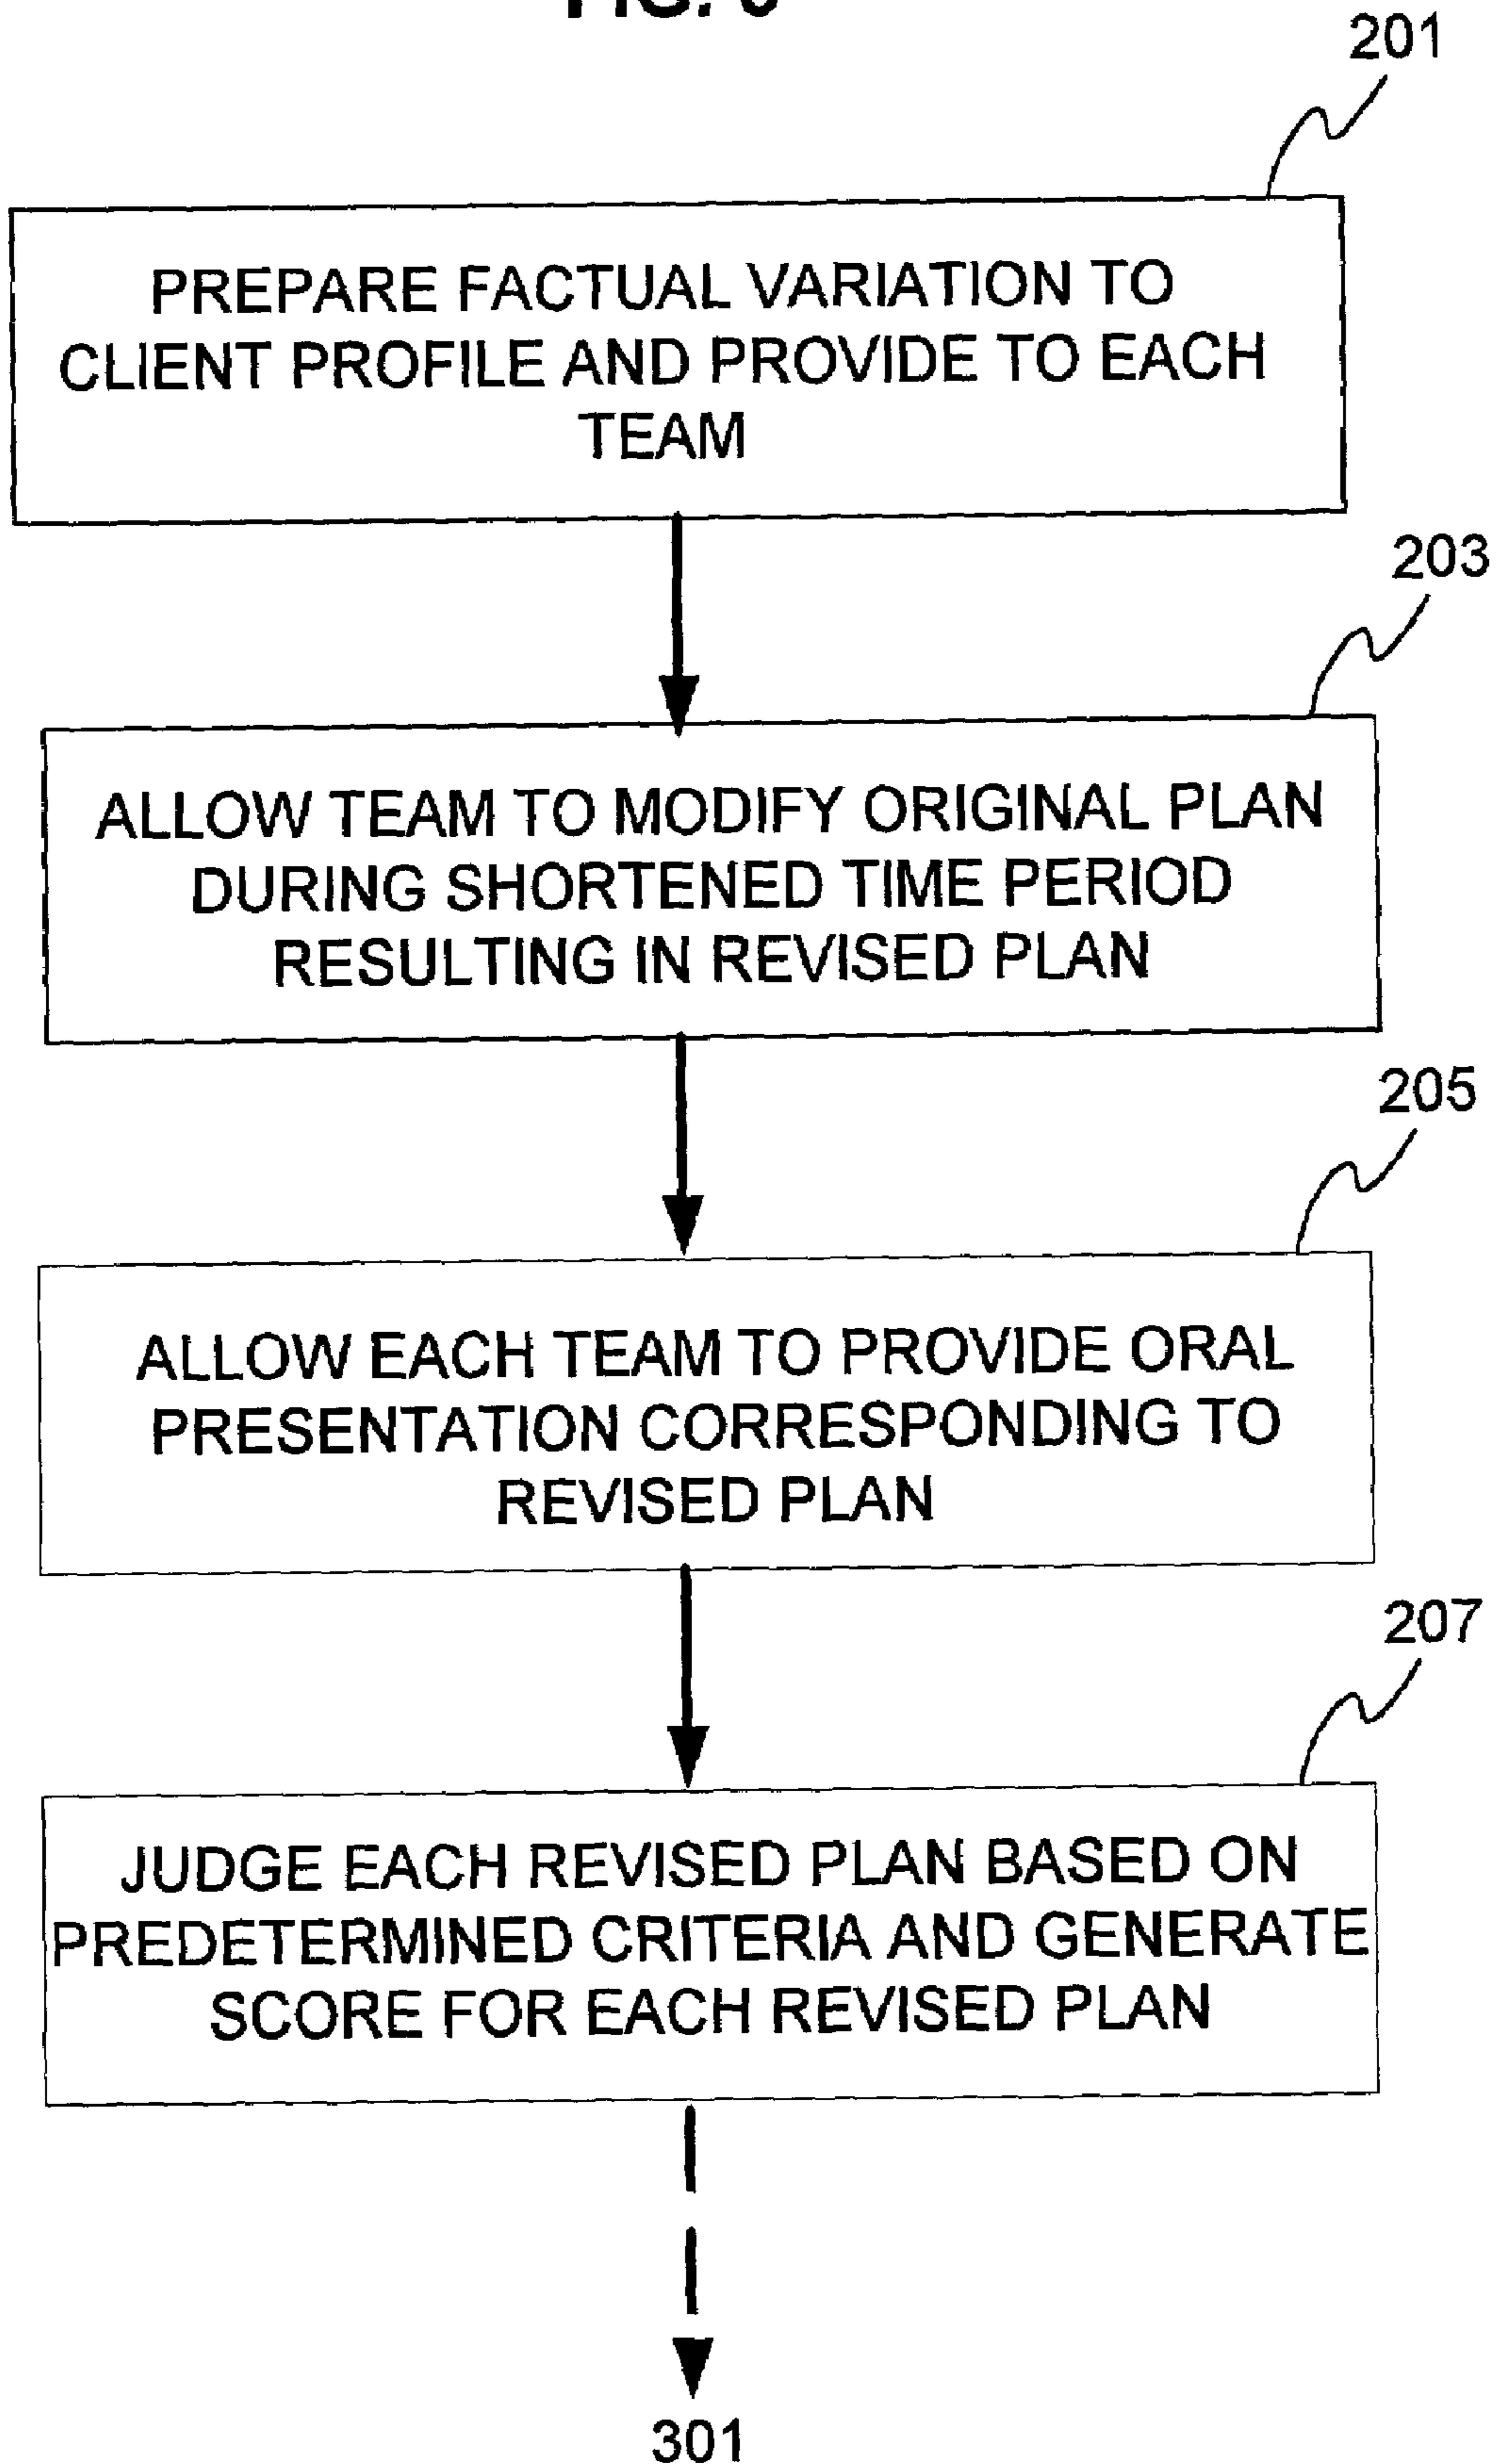 FIG.
201
PREPARE FACTUAL VARIATION TO
CLIENT PROFILE AND PROVIDE TO EACH
TEAM
203
ALLOW TEAM TO MODIFY ORIGINAL PLAN
DURING SHORTENED TIME PERIOD
RESULTING IN REVISED PLAN
205
ALLOW EACH TEAM TO PROVIDE ORAL
PRESENTATION CORRESPONDING TO
REVISED PLAN
207
JUDGE EACH REVISED PLAN BASED ON
PREDETERMINED CRITERIA AND GENERATE
SCORE FOR EACH REVISED PLAN
301